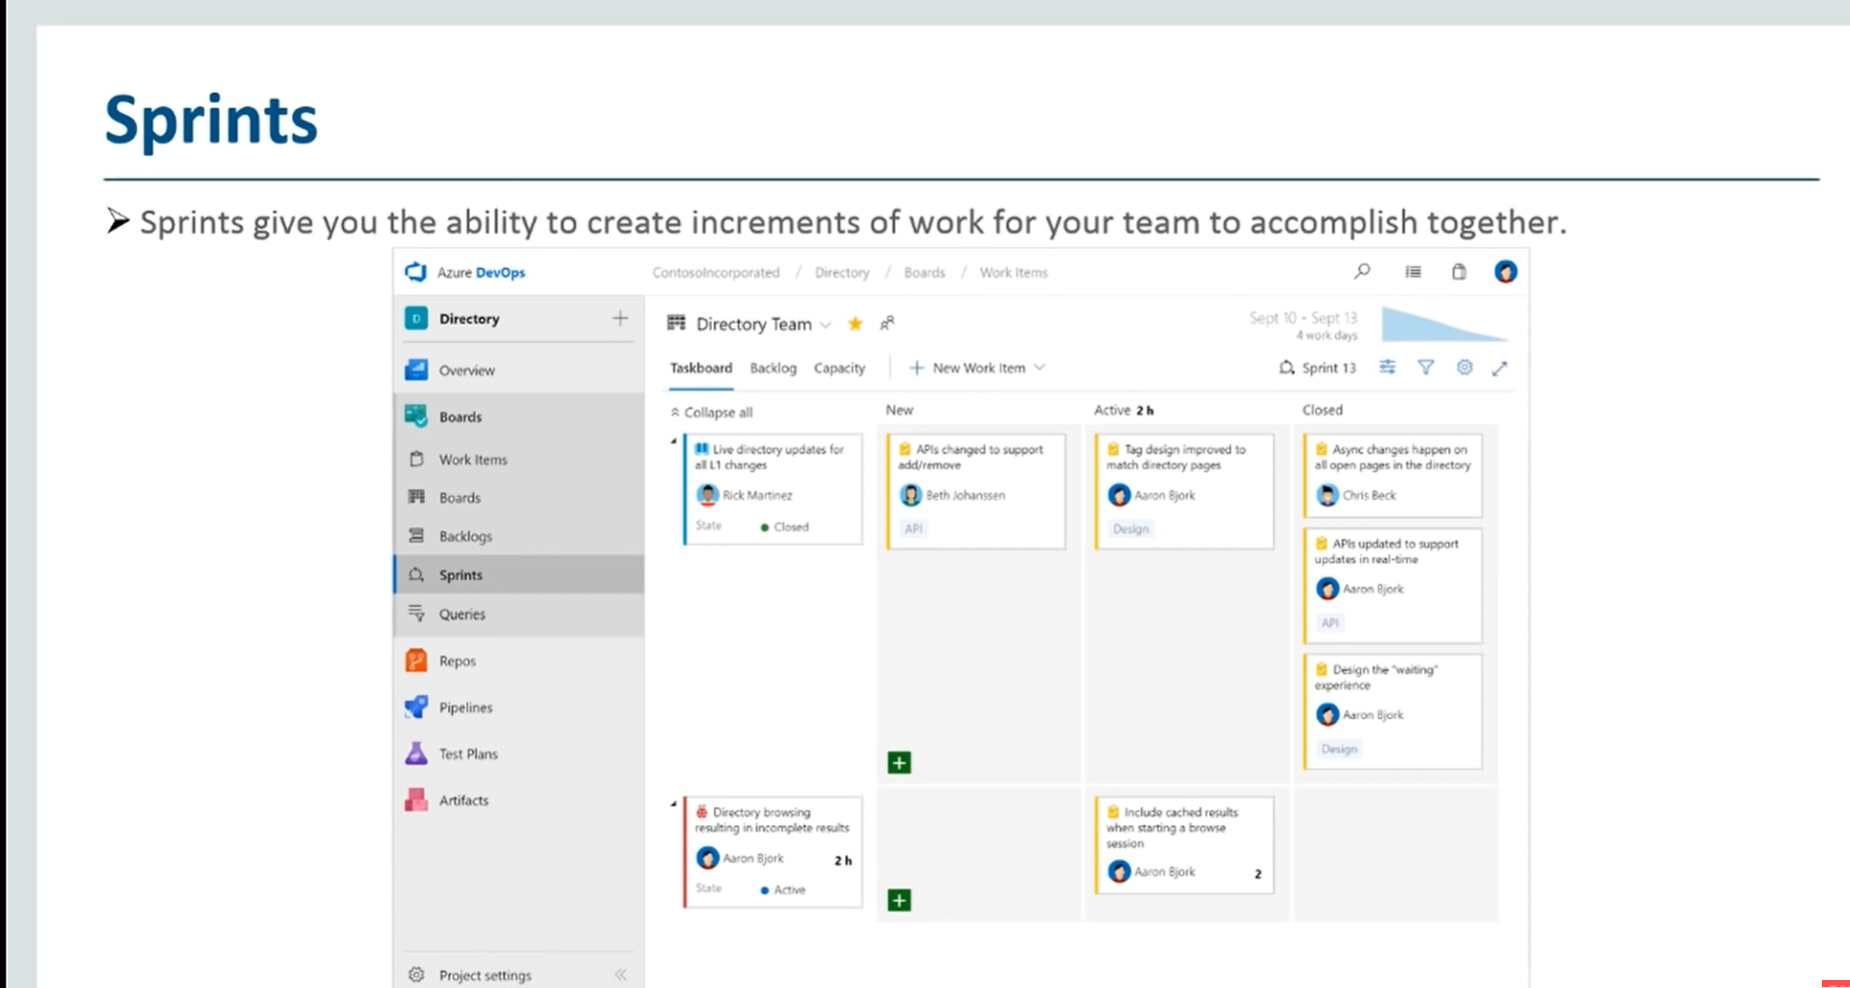 Sprints
➢ Sprints give you the ability to create increments of work for your team to accomplish together.
Azure DevOps
ContosoIncorporated / Directory / Boards / Work Items
D Directory
Overview
Boards
Work Items
Boards
Backlogs
Sprints
Queries
Repos
Pipelines
Test Plans
Artifacts
Project settings
Directory Team
Sept 10 - Sept 13
4 work days
Taskboard Backlog Capacity + New Work Item
Sprint 13
Collapse all
New
Active 2 h
Closed
Live directory updates for
all L1 changes
Rick Martinez
State Closed
APIs changed to support
add/remove
Beth Johanssen
API
Tag design improved to
match directory pages
Aaron Bjork
Design
Async changes happen on
all open pages in the directory
Chris Beck
APIs updated to support
updates in real-time
Aaron Bjork
API
Design the "waiting"
experience
Aaron Bjork
Design
Directory browsing
resulting in incomplete results
Aaron Bjork 2 h
State Active
Include cached results
when starting a browse
session
Aaron Bjork 2